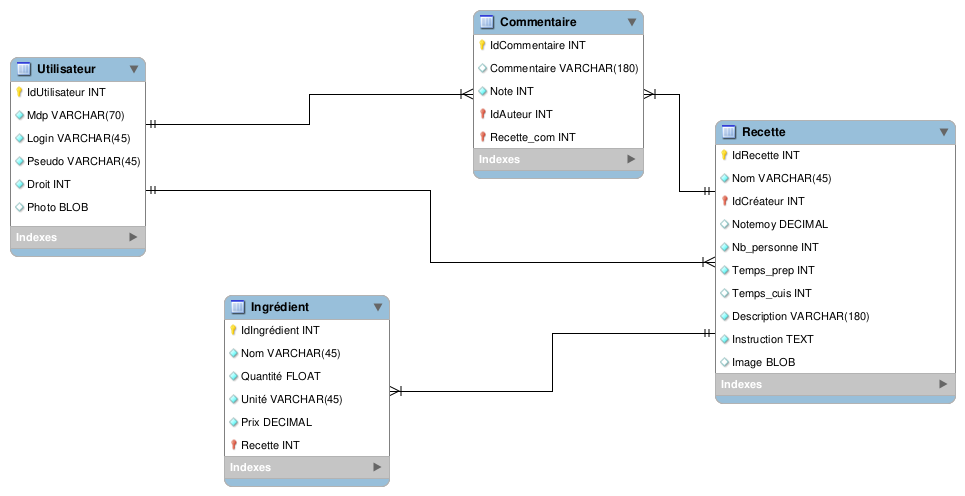 Commentaire
IdCommentaire INT
Commentaire VARCHAR(180)
Note INT
IdAuteur INT
Recette_com INT
Indexes
Utilisateur
IdUtilisateur INT
Mdp VARCHAR(70)
Login VARCHAR(45)
Pseudo VARCHAR(45)
Droit INT
Photo BLOB
Indexes
Recette
IdRecette INT
Nom VARCHAR(45)
IdCréateur INT
Notemoy DECIMAL
Nb_personne INT
Temps_prep INT
Temps_cuis INT
Description VARCHAR(180)
Instruction TEXT
Image BLOB
Indexes
Ingrédient
IdIngrédient INT
Nom VARCHAR(45)
Quantité FLOAT
Unité VARCHAR(45)
Prix DECIMAL
Recette INT
Indexes